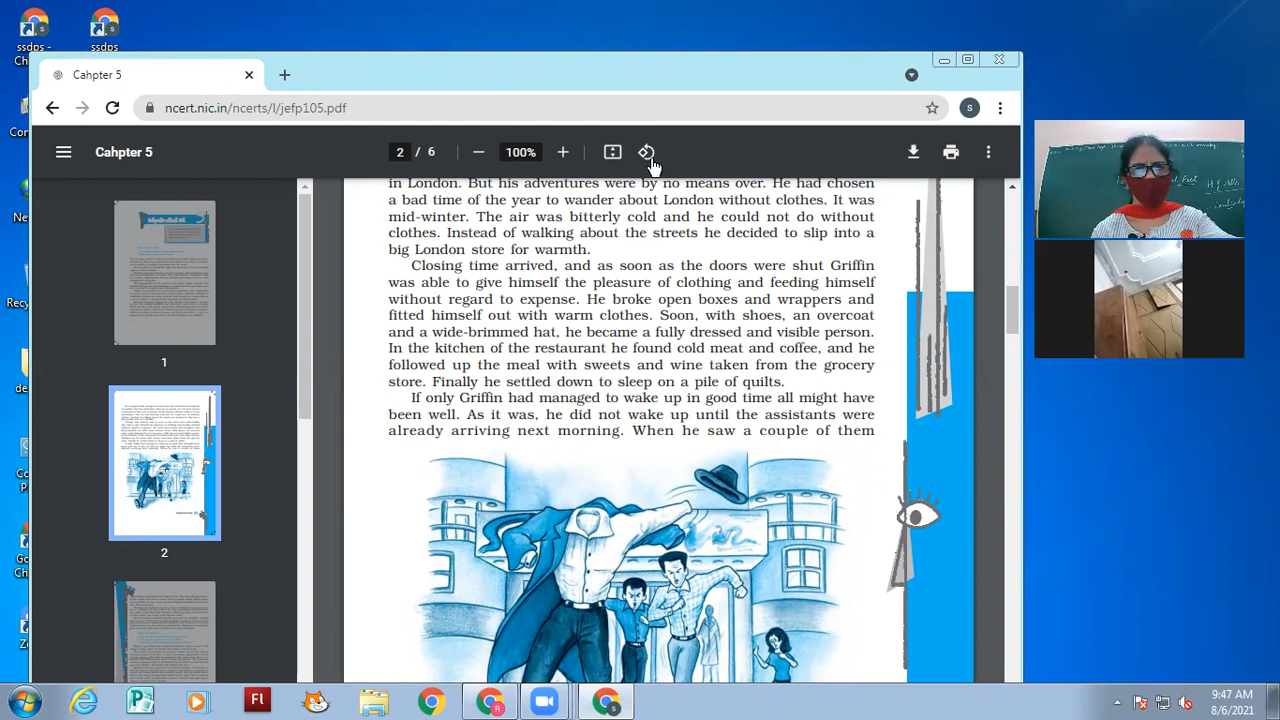 ssdps -
ssdps
Cahpter 5
ncert.nic.in/ncerts/l/jefp105.pdf
S
Cahpter 5
2 / 6
100%
in London. But his adventures were by no means over. He had chosen
a bad time of the year to wander about London without clothes. It was
mid-winter. The air was bitterly cold and he could not do without
clothes. Instead of walking about the streets he decided to slip into a
big London store for warmth.
Closing time arrived, and as soon as the doors were shut Griffin
was able to give himself the pleasure of clothing and feeding himself
without regard to expense. He broke open boxes and wrappers and
fitted himself out with warm clothes. Soon, with shoes, an overcoat
and a wide-brimmed hat, he became a fully dressed and visible person.
In the kitchen of the restaurant he found cold meat and coffee, and he
followed up the meal with sweets and wine taken from the grocery
store. Finally he settled down to sleep on a pile of quilts.
If only Griffin had managed to wake up in good time all might have
been well. As it was, he did not wake up until the assistants were
already arriving next morning. When he saw a couple of them
1
2
Fl
9:47 AM
8/6/2021